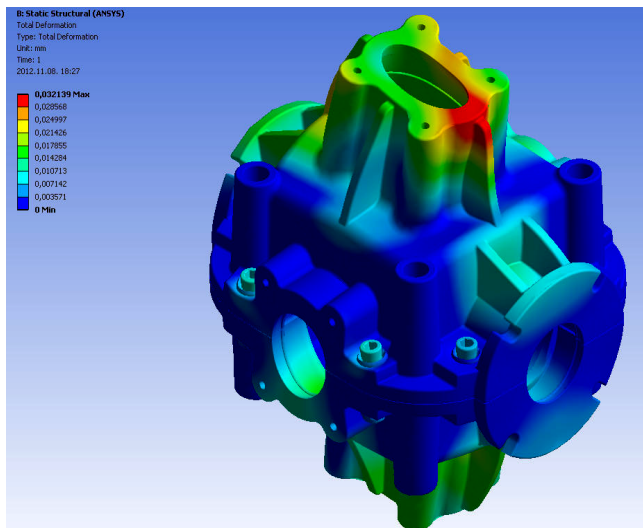 B: Static Structural (ANSYS)
Total Deformation
Type: Total Deformation
Unit: mm
Time: 1
2012.11.08. 18:27
0,032139 Max
0,028568
0,024997
0,021426
0,017855
0,014284
0,010713
0,007142
0,003571
0 Min